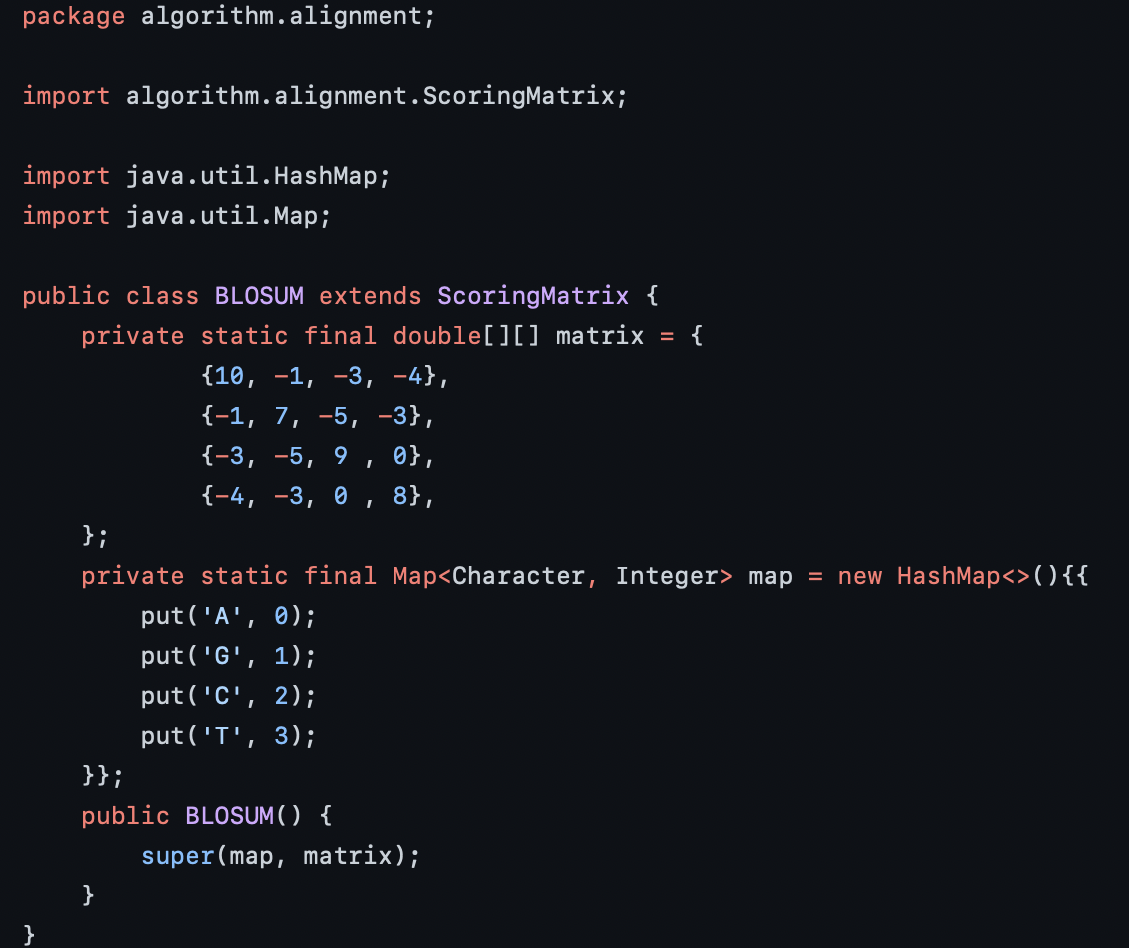 package algorithm.alignment;
import algorithm.alignment.ScoringMatrix;
import java.util.HashMap;
import java.util.Map;
public class BLOSUM extends ScoringMatrix {
    private static final double[][] matrix = {
            {10, -1, -3, -4},
            {-1, 7, -5, -3},
            {-3, -5, 9 , 0},
            {-4, -3, 0 , 8},
    };
    private static final Map<Character, Integer> map = new HashMap<>(){{
        put('A', 0);
        put('G', 1);
        put('C', 2);
        put('T', 3);
    }};
    public BLOSUM() {
        super(map, matrix);
    }
}